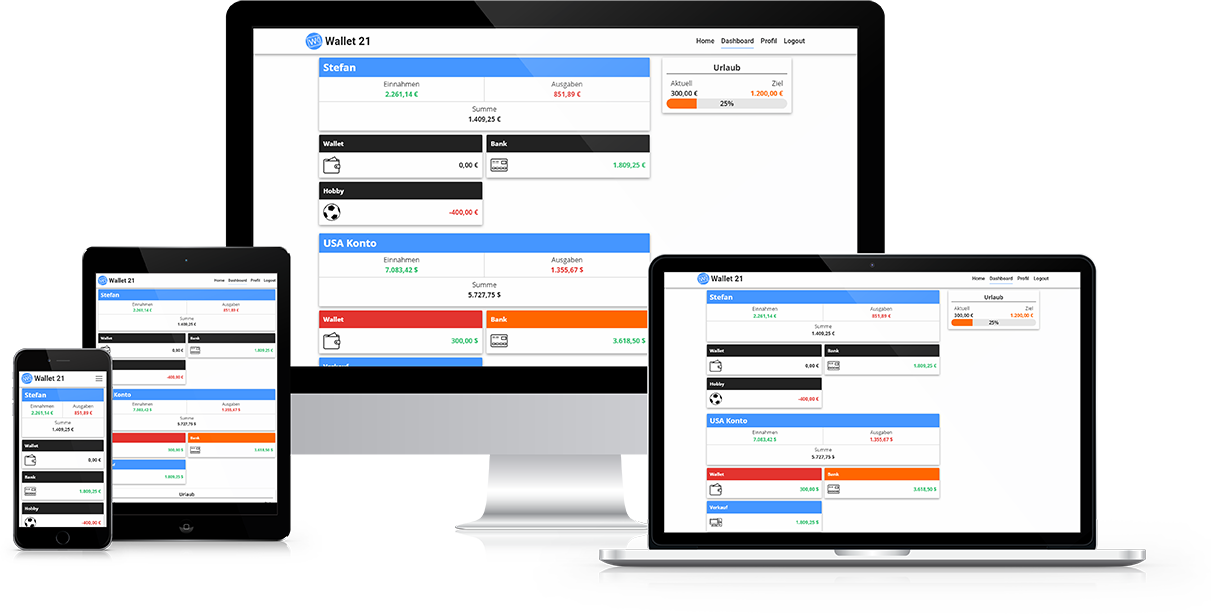 Wallet 21
Home Dashboard Profil Logout
Stefan
Einnahmen Ausgaben
2.261,14 € 851,89 €
Summe
1.409,25 €
Urlaub
Aktuell Ziel
300,00 € 1.200,00 €
25%
Wallet Bank
0,00 € 1.809,25 €
Hobby
-400,00 €
USA Konto
Einnahmen Ausgaben
7.083,42 € 1.355,67 €
Summe
5.727,75 $
Wallet Bank
300,00 $ 3.618,50 $
Wallet 21
Home Dashboard Profil Logout
Stefan
Einnahmen Ausgaben
2.261,14 € 851,89 €
Summe
1.409,25 €
Wallet Bank
0,00 € 1.809,25 €
-400,00 €
Konto
Einnahmen Ausgaben
7.083,42 $ 1.355,67 $
Summe
5.727,75 $
Bank
300,00 $ 3.618,50 $
1.809,25 $
Urlaub
Wallet 21
Stefan
Einnahmen Ausgaben
2.261,14 € 851,89 €
Summe
1.409,25 €
Wallet
0,00 €
Bank
1.809,25 €
Hobby
-400,00 €
Wallet 21
Home Dashboard Profil Logout
Stefan
Einnahmen Ausgaben
2.261,14 € 851,89 €
Summe
1.409,25 €
Urlaub
Aktuell Ziel
300,00 € 1.200,00 €
25%
Wallet Bank
0,00 € 1.809,25 €
Hobby
-400,00 €
USA Konto
Einnahmen Ausgaben
7.083,42 $ 1.355,67 $
Summe
5.727,75 $
Wallet Bank
300,00 $ 3.618,50 $
Verkauf
1.809,25 $